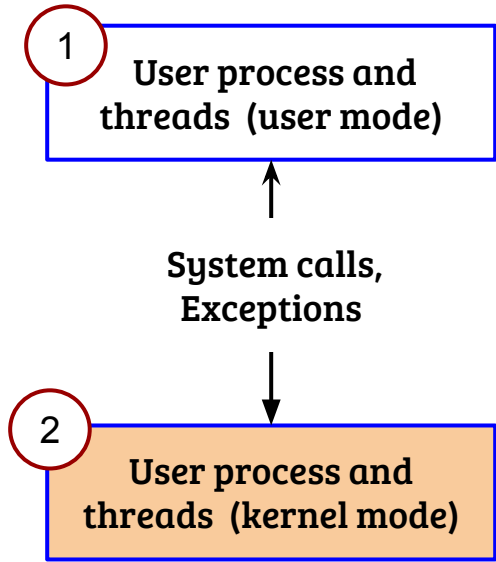 1
User process and
threads (user mode)
System calls,
Exceptions
2
User process and
threads (kernel mode)